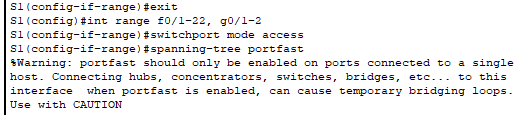 S1(config-if-range)#exit
S1(config)#int range f0/1-22, g0/1-2
S1(config-if-range)#switchport mode access
S1(config-if-range)#spanning-tree portfast
%Warning: portfast should only be enabled on ports connected to a single
host. Connecting hubs, concentrators, switches, bridges, etc... to this
interface  when portfast is enabled, can cause temporary bridging loops.
Use with CAUTION